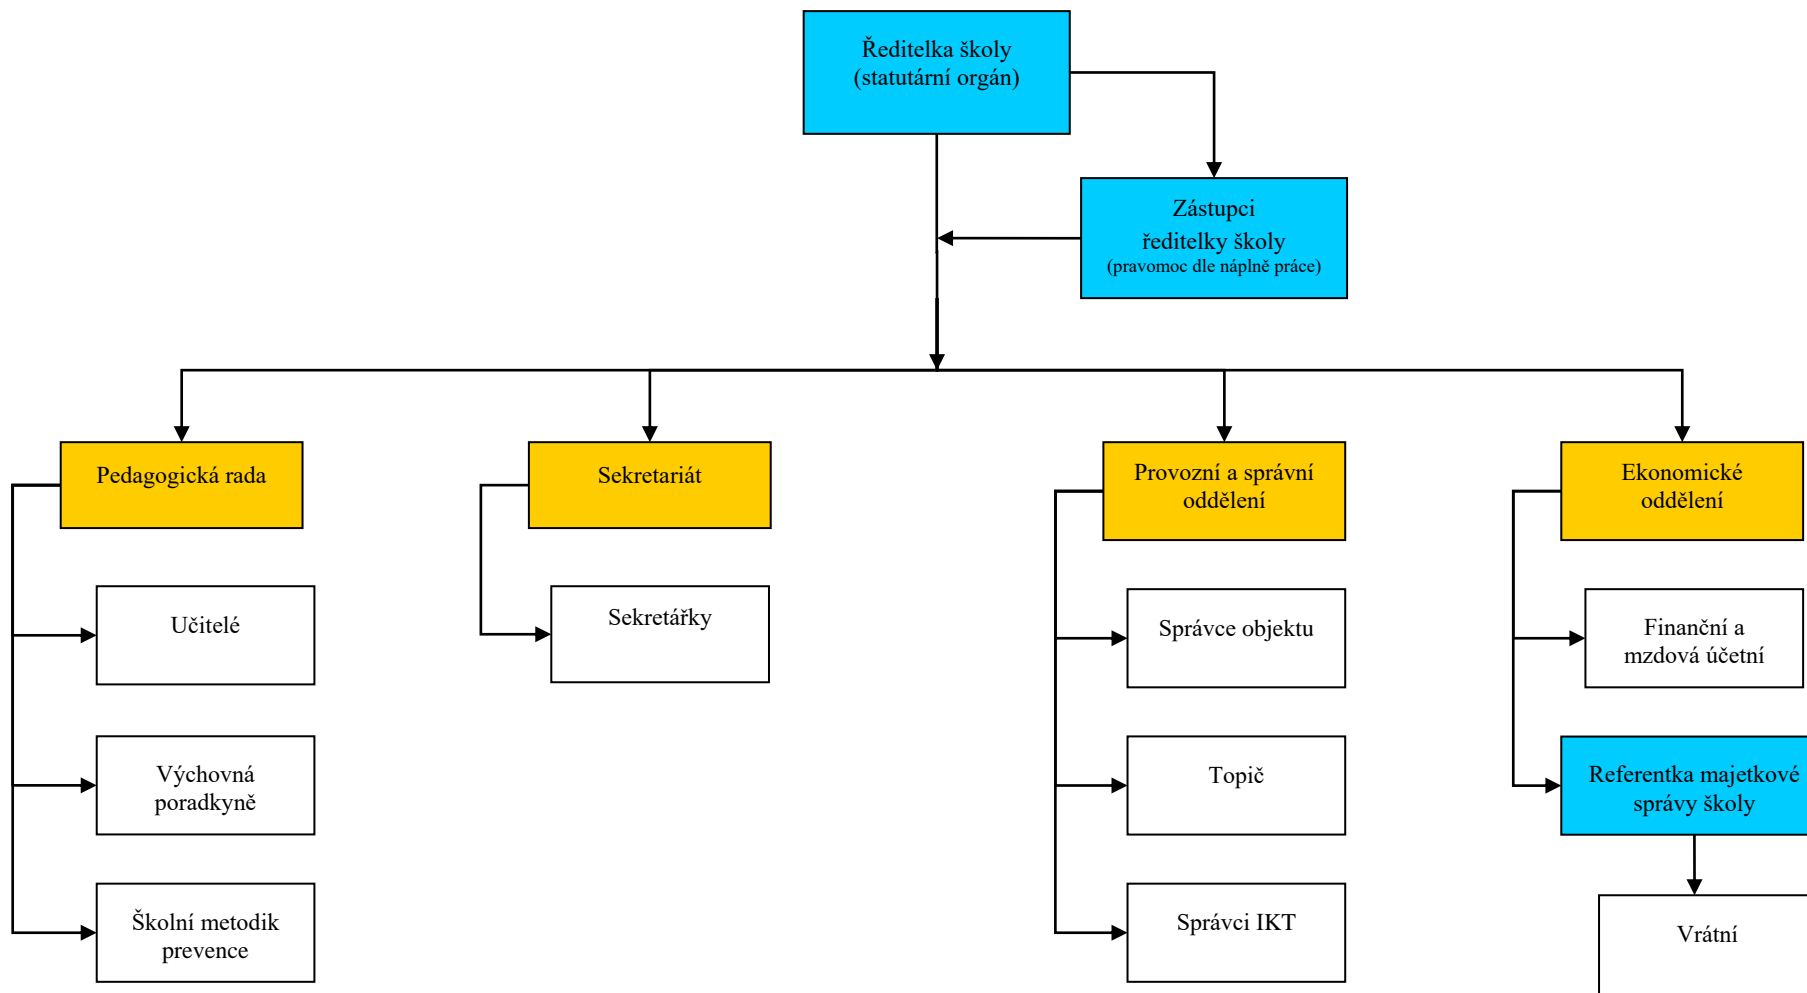 Ředitelka školy
(statutární orgán)
Zástupci
ředitelky školy
(pravomoc dle náplně práce)
Pedagogická rada
Sekretariát
Provozní a správní
oddělení
Ekonomické
oddělení
Učitelé
Sekretářky
Správce objektu
Finanční a
mzdová účetní
Výchovná
poradkyně
Topič
Referentka majetkové
správy školy
Školní metodik
prevence
Správci IKT
Vrátní